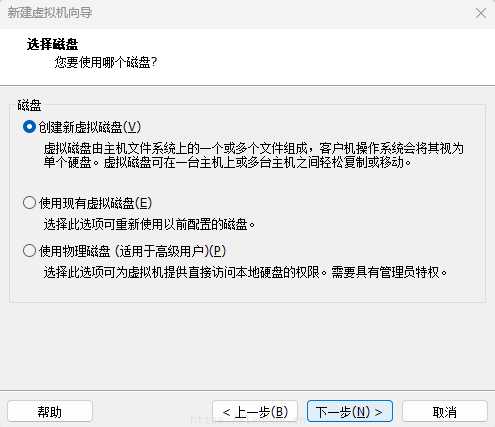 新建虚拟机向导
选择磁盘
您要使用哪个磁盘?
磁盘
创建新虚拟磁盘(V)
虚拟磁盘由主机文件系统上的一个或多个文件组成，客户机操作系统会将其视为
单个硬盘。虚拟磁盘可在一台主机上或多台主机之间轻松复制或移动。
使用现有虚拟磁盘(E)
选择此选项可重新使用以前配置的磁盘。
使用物理磁盘 (适用于高级用户)(P)
选择此选项可为虚拟机提供直接访问本地硬盘的权限。需要具有管理员特权。
帮助
< 上一步(B)
下一步(N) >
取消